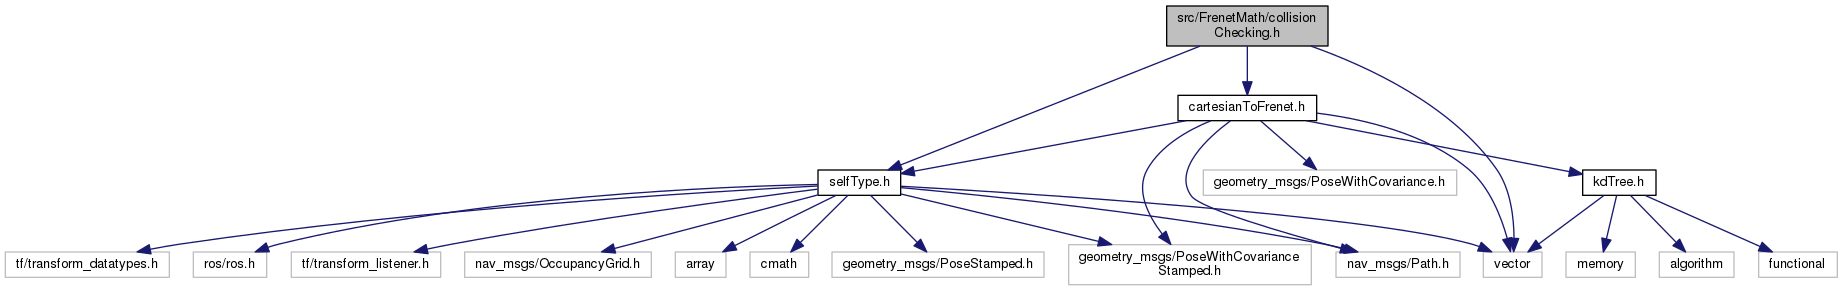 src/FrenetMath/collision
Checking.h
cartesianToFrenet.h
selfType.h
geometry_msgs/PoseWithCovariance.h
kdTree.h
tf/transform_datatypes.h
ros/ros.h
tf/transform_listener.h
nav_msgs/OccupancyGrid.h
array
cmath
geometry_msgs/PoseStamped.h
geometry_msgs/PoseWithCovariance
Stamped.h
nav_msgs/Path.h
vector
memory
algorithm
functional